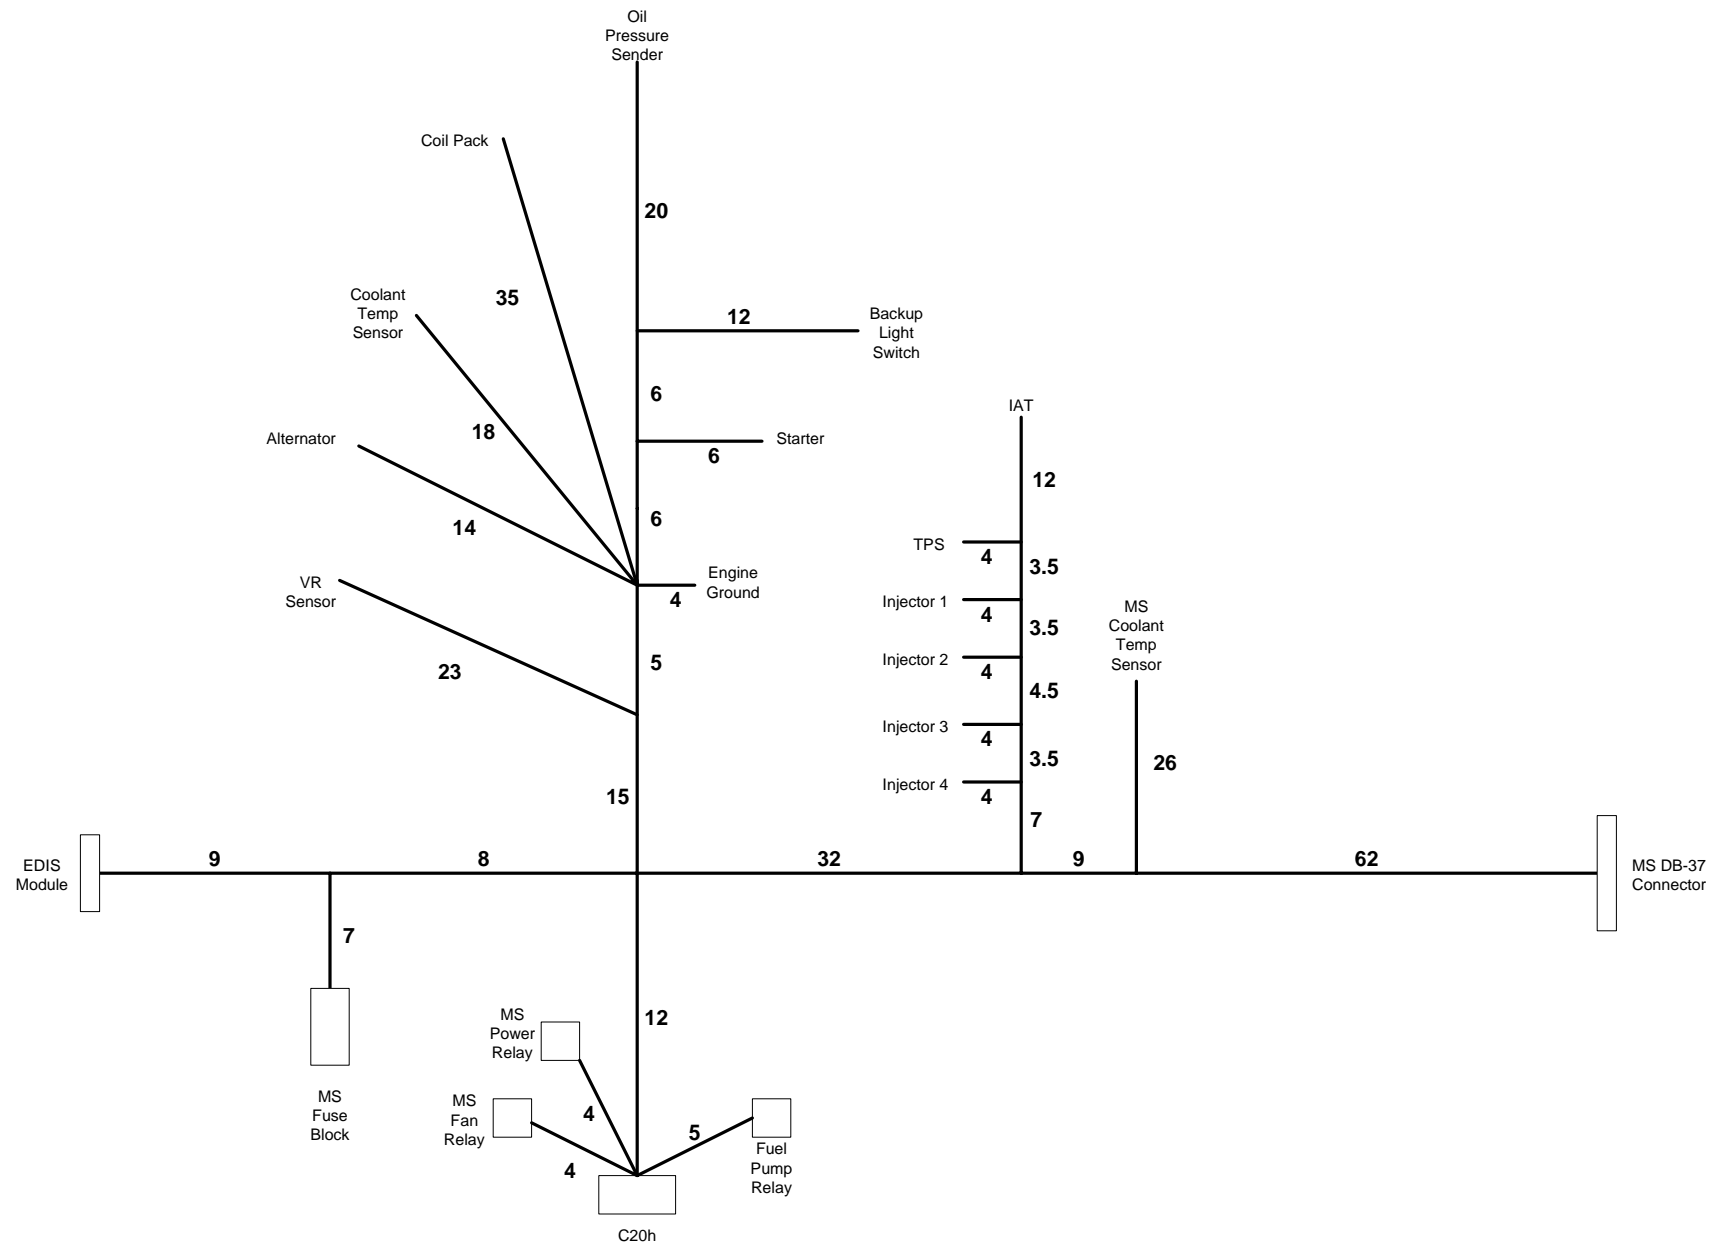 Oil
Pressure
Sender
Coil Pack
20
35
Coolant
Temp
Sensor
12
Backup
Light
Switch
6
IAT
18
Alternator
Starter
6
12
14
6
TPS
4
3.5
VR
Sensor
Engine
Ground
4
Injector 1
4
3.5
MS
Coolant
Temp
Sensor
23
5
Injector 2
4
4.5
Injector 3
4
3.5
26
Injector 4
4
15
7
EDIS
Module
9
8
32
9
62
MS DB-37
Connector
7
12
MS
Power
Relay
MS
Fuse
Block
MS
Fan
Relay
4
4
5
Fuel
Pump
Relay
C20h